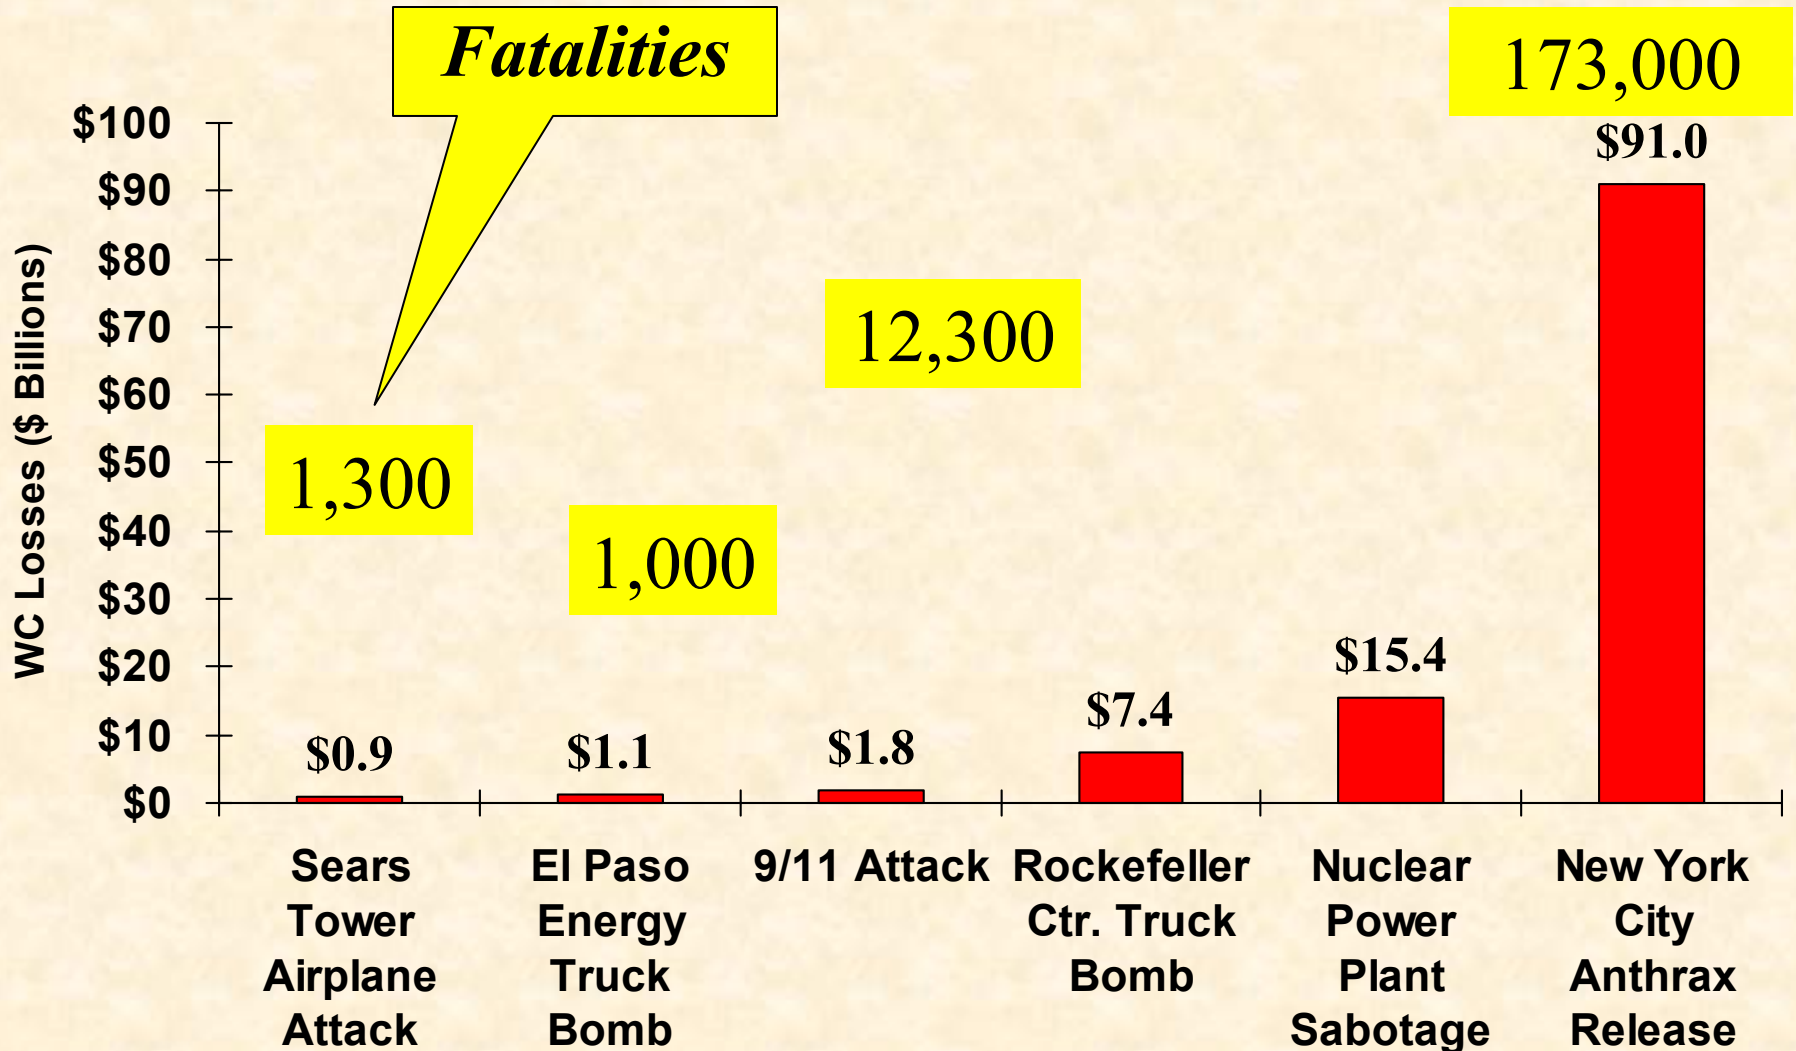 Fatalities
173,000
$100
$91.0
$90
$80
12,300
$70
$60
1,300
$50
$40
1,000
$30
$20
$15.4
$10
$7.4
$0.9
$1.1
$1.8
$0
WC Losses ($ Billions)
Sears
Tower
Airplane
Attack
El Paso
Energy
Truck
Bomb
9/11 Attack
Rockefeller
Ctr. Truck
Bomb
Nuclear
Power
Plant
Sabotage
New York
City
Anthrax
Release